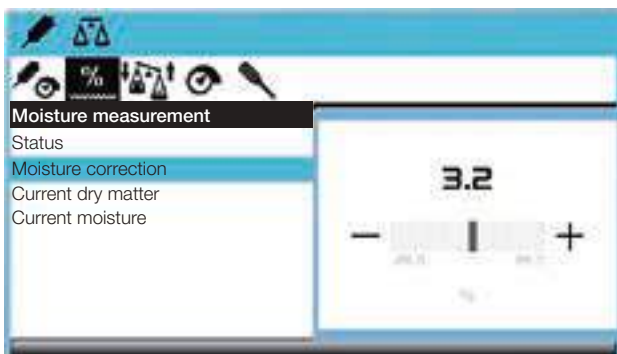 %
Moisture measurement
Status
Moisture correction
Current dry matter
Current moisture
3.2
− +